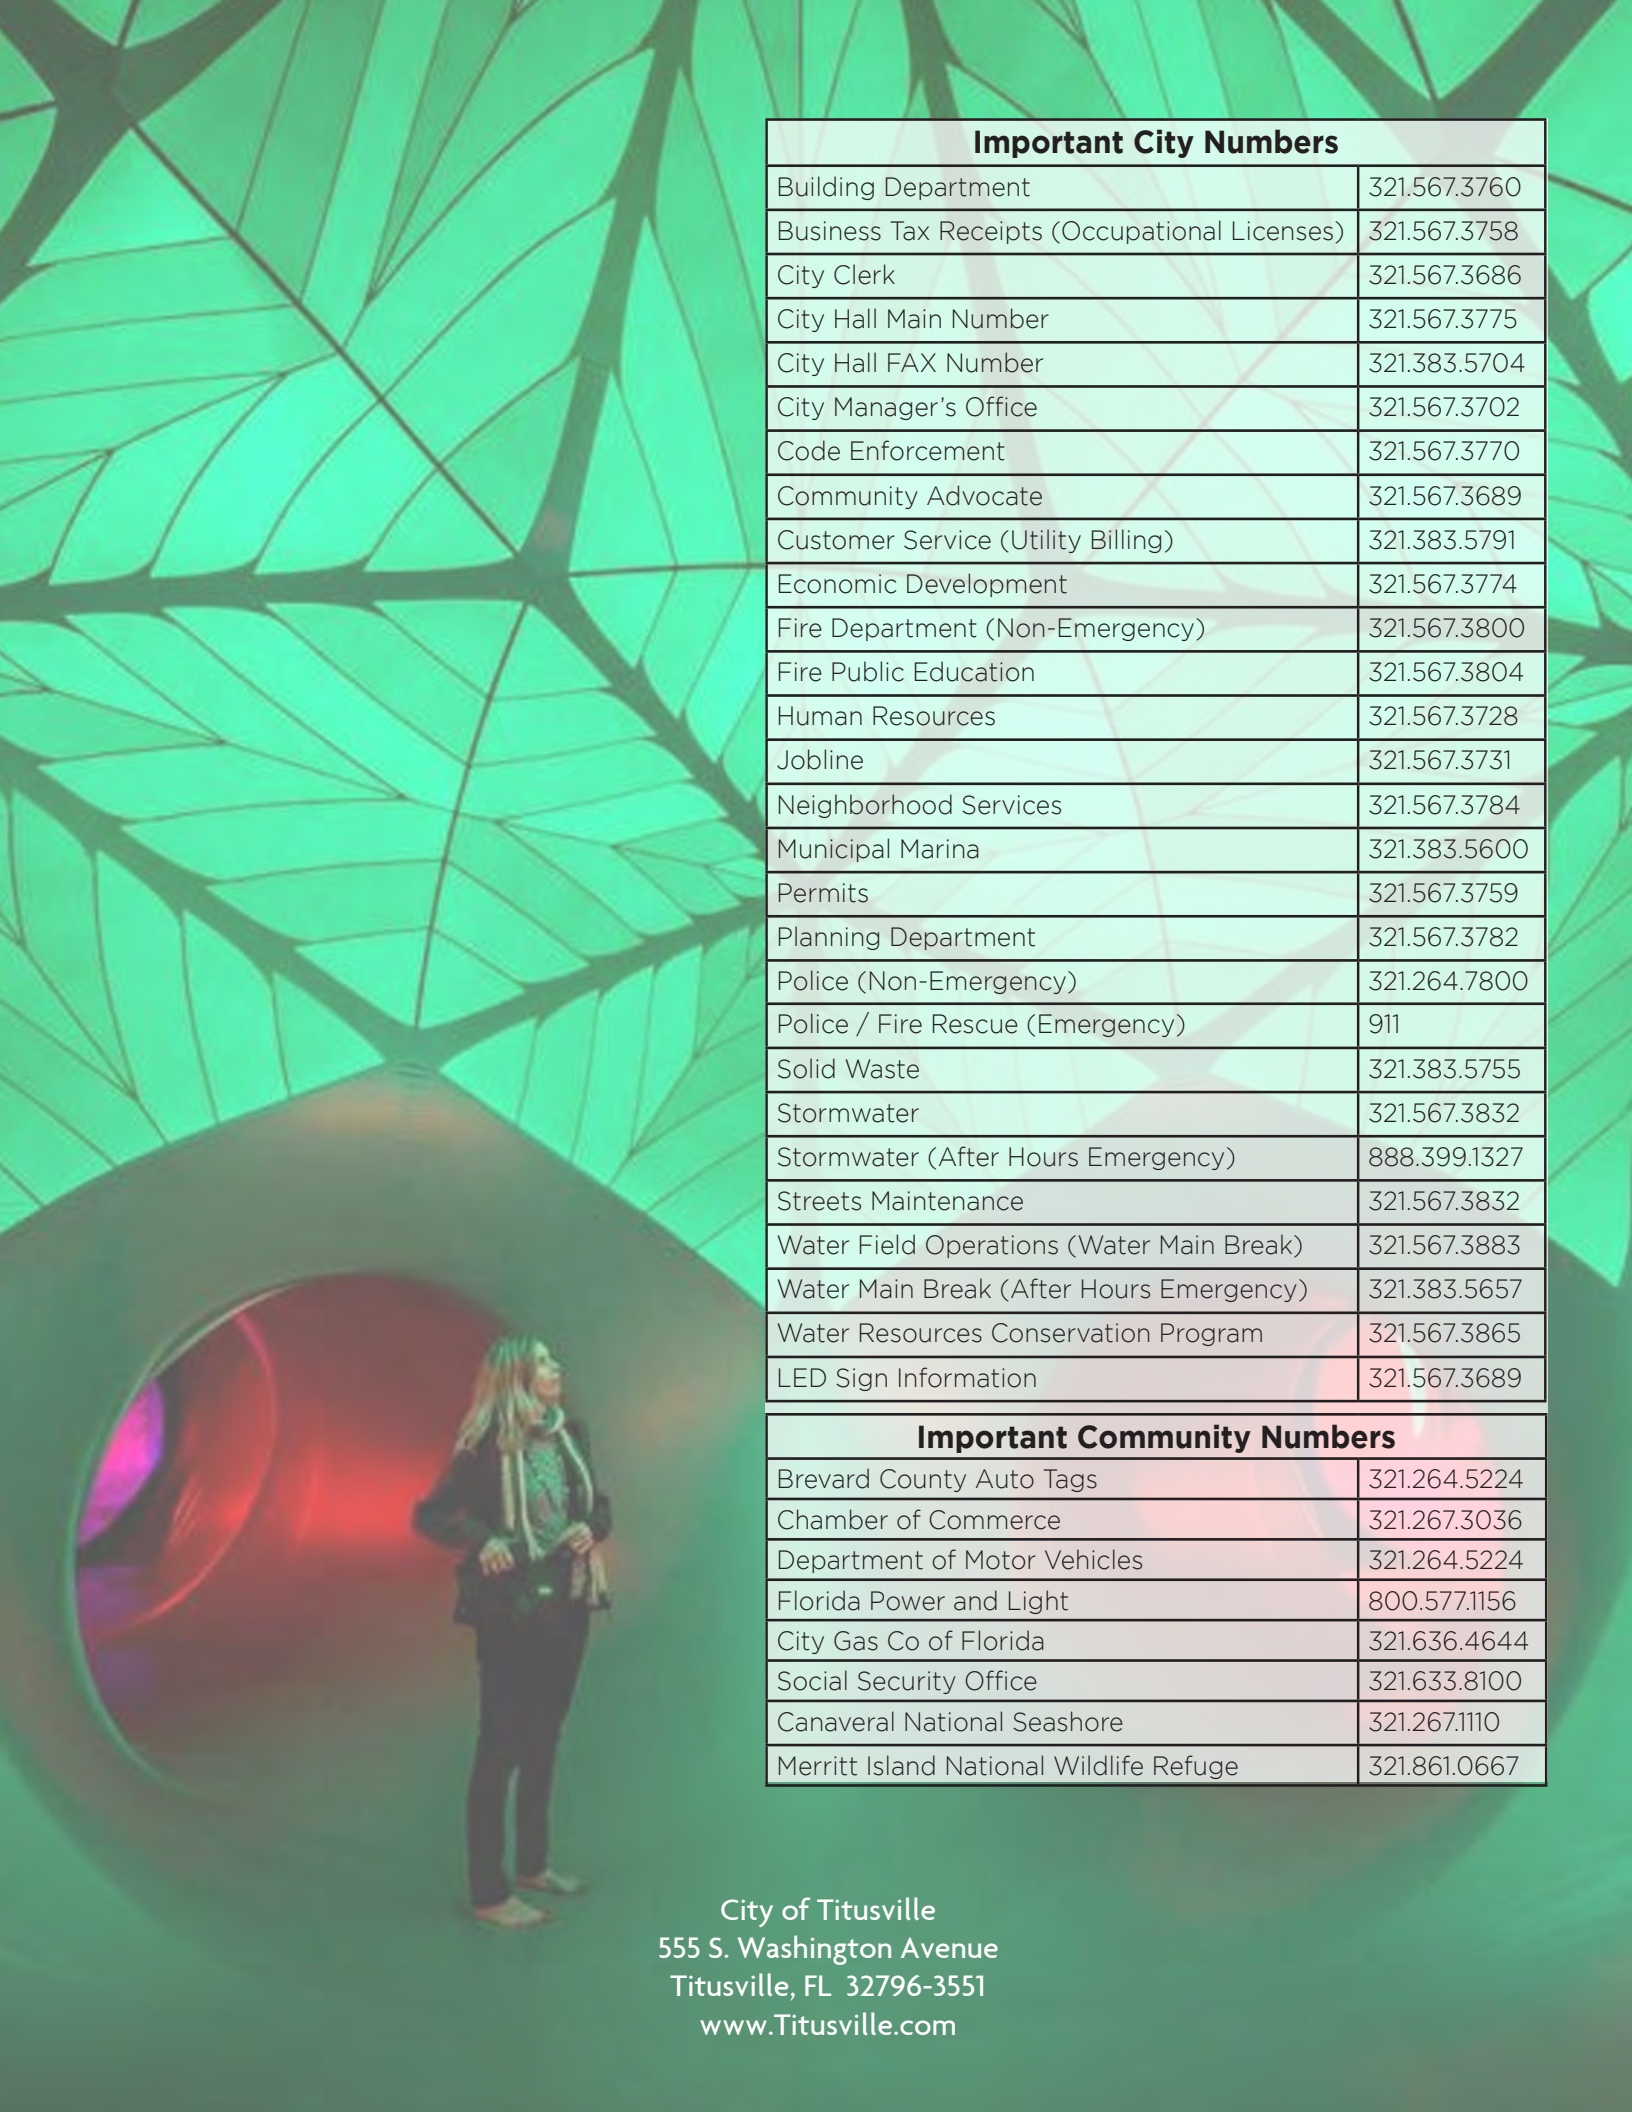 Important City Numbers
Building Department 321.567.3760
Business Tax Receipts (Occupational Licenses) 321.567.3758
City Clerk 321.567.3686
City Hall Main Number 321.567.3775
City Hall FAX Number 321.383.5704
City Manager’s Office 321.567.3702
Code Enforcement 321.567.3770
Community Advocate 321.567.3689
Customer Service (Utility Billing) 321.383.5791
Economic Development 321.567.3774
Fire Department (Non-Emergency) 321.567.3800
Fire Public Education 321.567.3804
Human Resources 321.567.3728
Jobline 321.567.3731
Neighborhood Services 321.567.3784
Municipal Marina 321.383.5600
Permits 321.567.3759
Planning Department 321.567.3782
Police (Non-Emergency) 321.264.7800
Police / Fire Rescue (Emergency) 911
Solid Waste 321.383.5755
Stormwater 321.567.3832
Stormwater (After Hours Emergency) 888.399.1327
Streets Maintenance 321.567.3832
Water Field Operations (Water Main Break) 321.567.3883
Water Main Break (After Hours Emergency) 321.383.5657
Water Resources Conservation Program 321.567.3865
LED Sign Information 321.567.3689
Important Community Numbers
Brevard County Auto Tags 321.264.5224
Chamber of Commerce 321.267.3036
Department of Motor Vehicles 321.264.5224
Florida Power and Light 800.577.1156
City Gas Co of Florida 321.636.4644
Social Security Office 321.633.8100
Canaveral National Seashore 321.267.1110
Merritt Island National Wildlife Refuge 321.861.0667
City of Titusville
555 S. Washington Avenue
Titusville, FL 32796-3551
www.Titusville.com